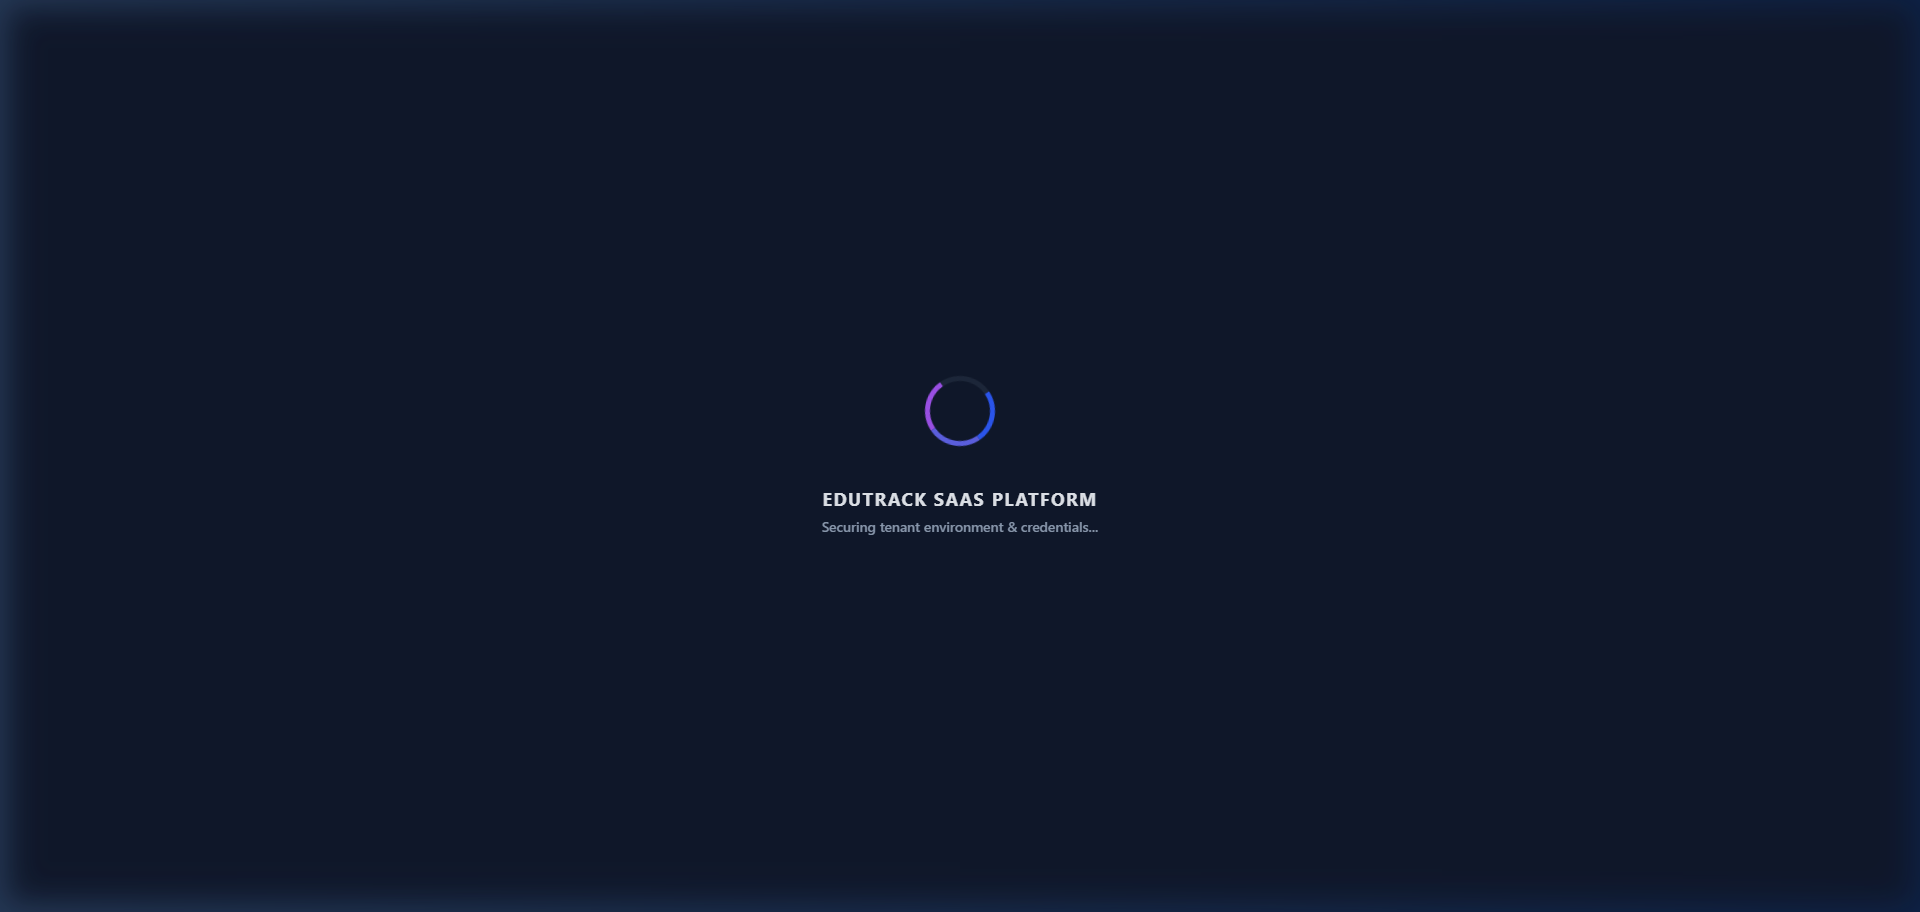 EDUTRACK SAAS PLATFORM
Securing tenant environment & credentials...